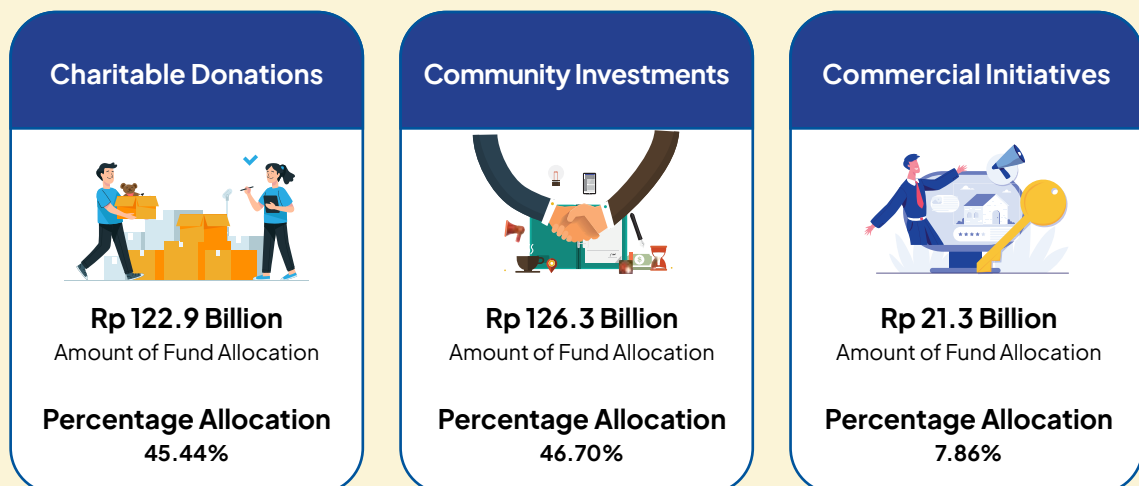 Charitable Donations
Rp 122.9 Billion
Amount of Fund Allocation
Percentage Allocation
45.44%
Community Investments
Rp 126.3 Billion
Amount of Fund Allocation
Percentage Allocation
46.70%
Commercial Initiatives
Rp 21.3 Billion
Amount of Fund Allocation
Percentage Allocation
7.86%